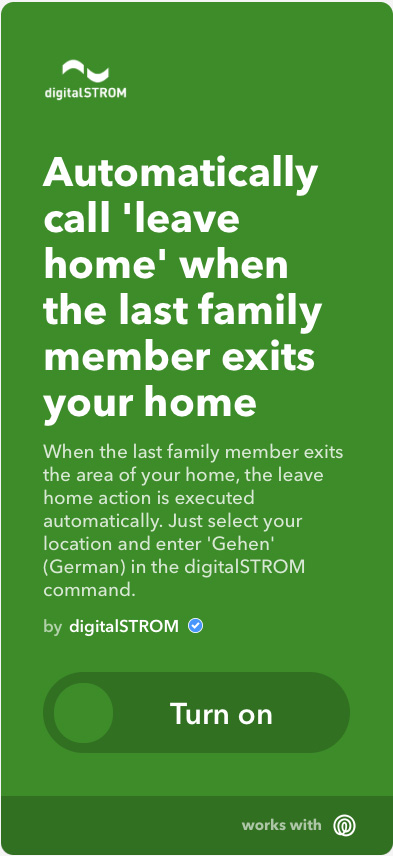 digitalSTROM
Automatically
call 'leave
home' when
the last family
member exits
your home
When the last family member exits
the area of your home, the leave
home action is executed
automatically. Just select your
location and enter 'Gehen'
(German) in the digitalSTROM
command.
by digitalSTROM
Turn on
works with